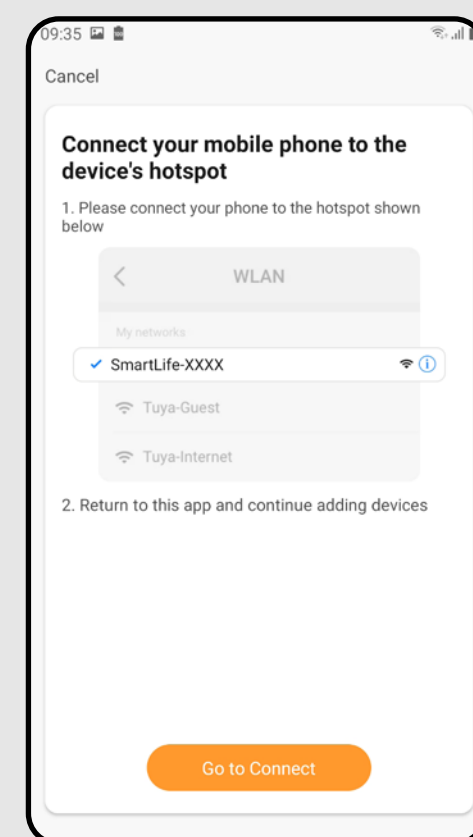 09:35
Cancel
Connect your mobile phone to the
device's hotspot
1. Please connect your phone to the hotspot shown
below
WLAN
My networks
SmartLife-XXXX
Tuya-Guest
Tuya-Internet
2. Return to this app and continue adding devices
Go to Connect